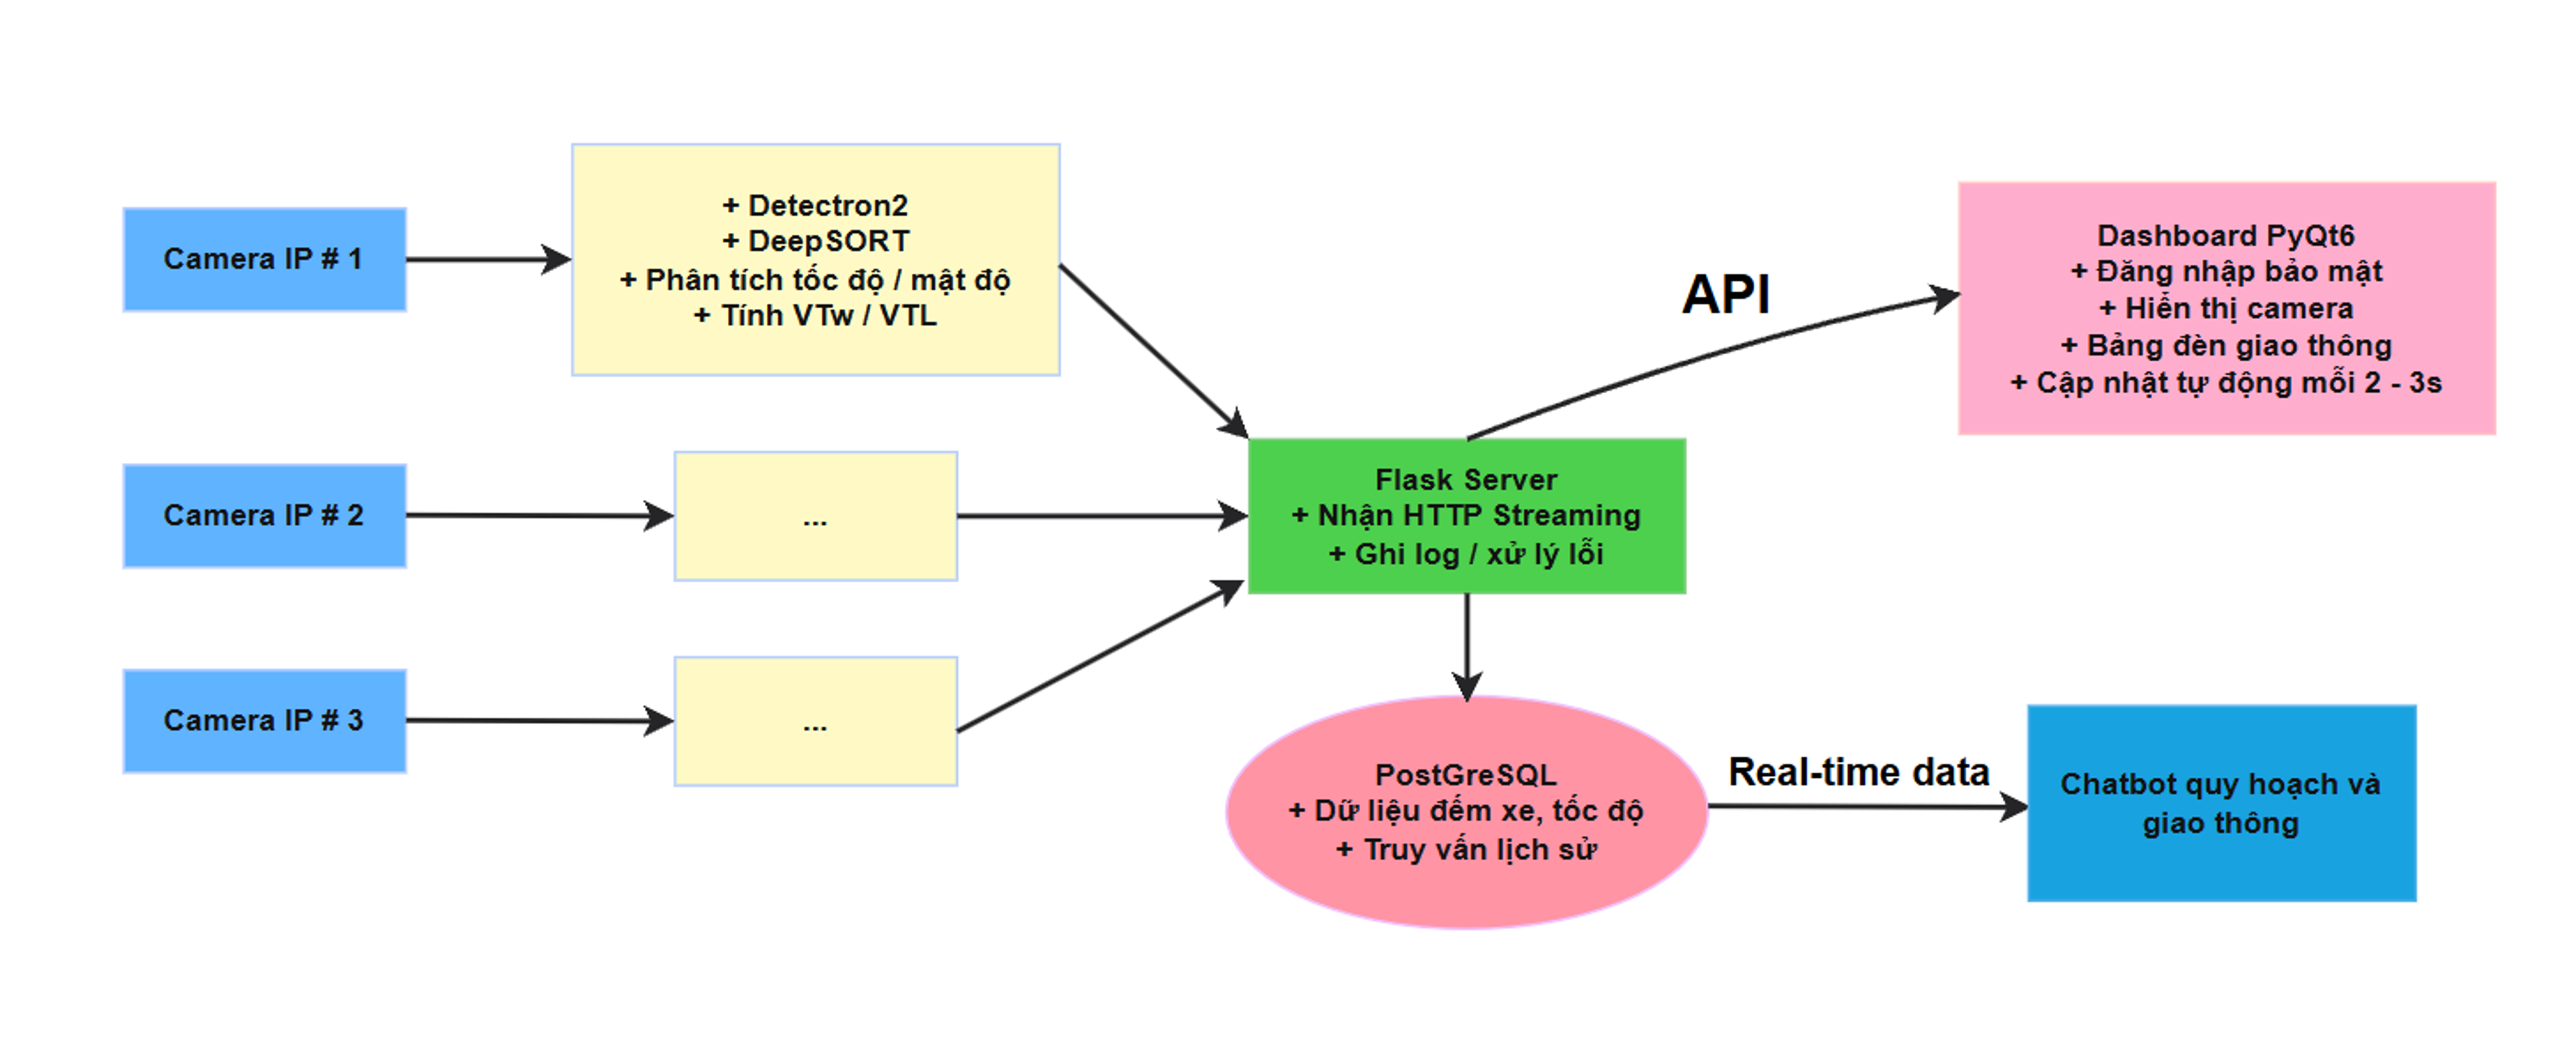 Camera IP # 1
+ Detectron2
+ DeepSORT
+ Phân tích tốc độ / mật độ
+ Tính VTw / VTL
API
Dashboard PyQt6
+ Đăng nhập bảo mật
+ Hiển thị camera
+ Bảng đèn giao thông
+ Cập nhật tự động mỗi 2 - 3s
Camera IP # 2
...
Flask Server
+ Nhận HTTP Streaming
+ Ghi log / xử lý lỗi
Camera IP # 3
...
PostGreSQL
+ Dữ liệu đếm xe, tốc độ
+ Truy vấn lịch sử
Real-time data
Chatbot quy hoạch và
giao thông